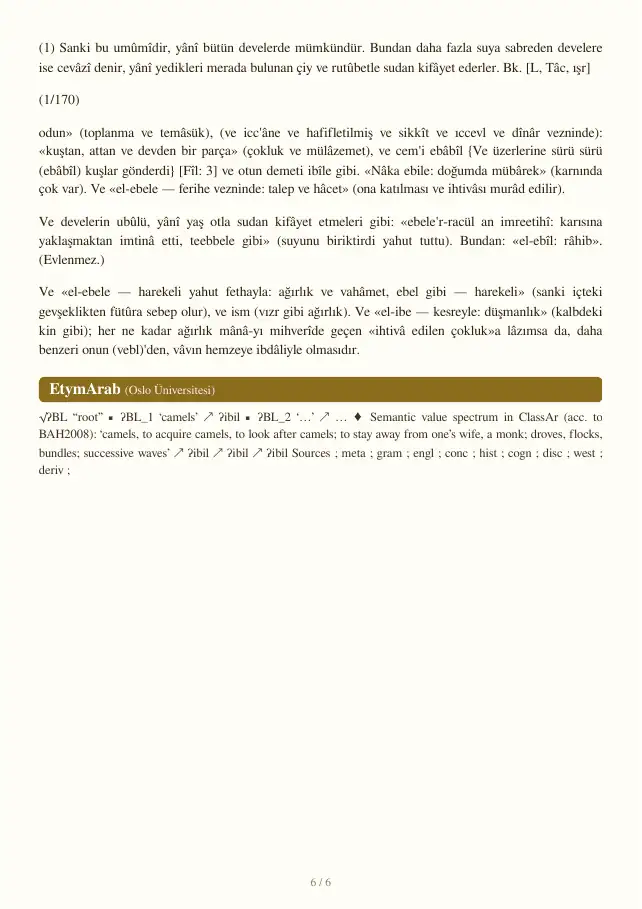 (1) Sanki bu umûmîdir, yânî bütün develerde mümkündür. Bundan daha fazla suya sabreden develere
ise cevâzî denir, yânî yedikleri merada bulunan çiy ve rutûbetle sudan kifâyet ederler. Bk. [L, Tâc, ışr]
(1/170)
odun» (toplanma ve temâsük), (ve icc'âne ve hafifletilmiş ve sikkît ve ıccevl ve dînâr vezninde):
«kuştan, attan ve devden bir parça» (çokluk ve mülâzemet), ve cem'i ebâbîl {Ve üzerlerine sürü sürü
(ebâbîl) kuşlar gönderdi} [Fîl: 3] ve otun demeti ibîle gibi. «Nâka ebile: doğumda mübârek» (karnında
çok var). Ve «el-ebele — ferihe vezninde: talep ve hâcet» (ona katılması ve ihtivâsı murâd edilir).
Ve develerin ubûlü, yânî yaş otla sudan kifâyet etmeleri gibi: «ebele'r-racül an imreetihî: karısına
yaklaşmaktan imtinâ etti, teebbele gibi» (suyunu biriktirdi yahut tuttu). Bundan: «el-ebîl: râhib».
(Evlenmez.)
Ve «el-ebele — harekeli yahut fethayla: ağırlık ve vahâmet, ebel gibi — harekeli» (sanki içteki
gevşeklikten fütûra sebep olur), ve ism (vızr gibi ağırlık). Ve «el-ibe — kesreyle: düşmanlık» (kalbdeki
kin gibi); her ne kadar ağırlık mânâ-yı mihverîde geçen «ihtivâ edilen çokluk»a lâzımsa da, daha
benzeri onun (vebl)'den, vâvın hemzeye ibdâliyle olmasıdır.
EtymArab (Oslo Üniversitesi)
√ʔBL “root” ▪ ʔBL_1 ‘camels’ ↗ ʔibil ▪ ʔBL_2 ‘…’ ↗ … ♦ Semantic value spectrum in ClassAr (acc. to
BAH2008): ‘camels, to acquire camels, to look after camels; to stay away from one’s wife, a monk; droves, flocks,
bundles; successive waves’ ↗ ʔibil ↗ ʔibil ↗ ʔibil Sources ; meta ; gram ; engl ; conc ; hist ; cogn ; disc ; west ;
deriv ;
6 / 6